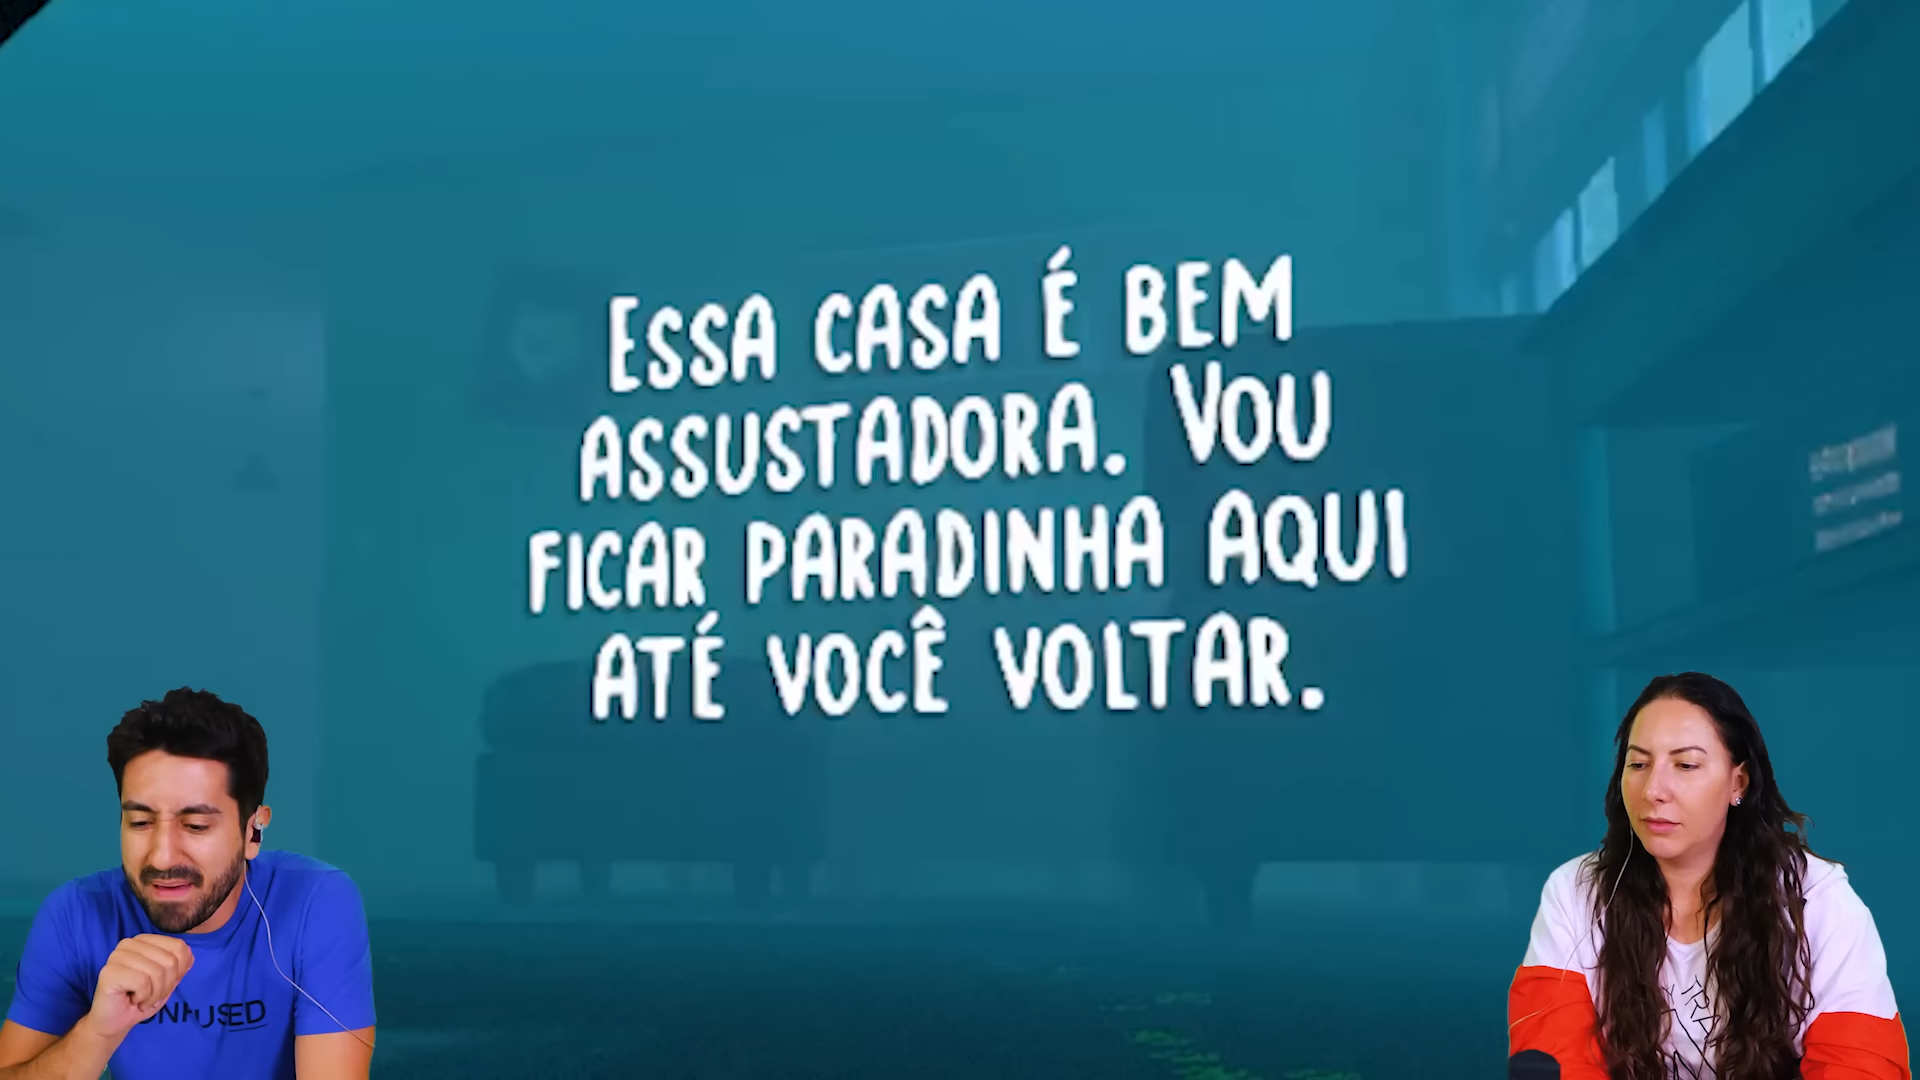 ESSA CASA É BEM
ASSUSTADORA. VOU
FICAR PARADINHA AQUI
ATÉ VOCÊ VOLTAR.